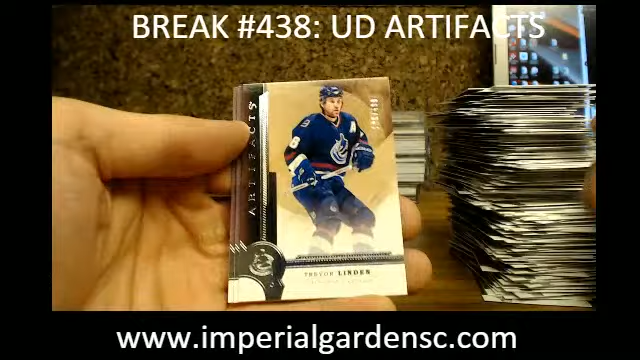 BREAK #438: UD ARTIFACTS
ARTIFACTS
A
TREVOR LINDEN
www.imperialgardensc.com